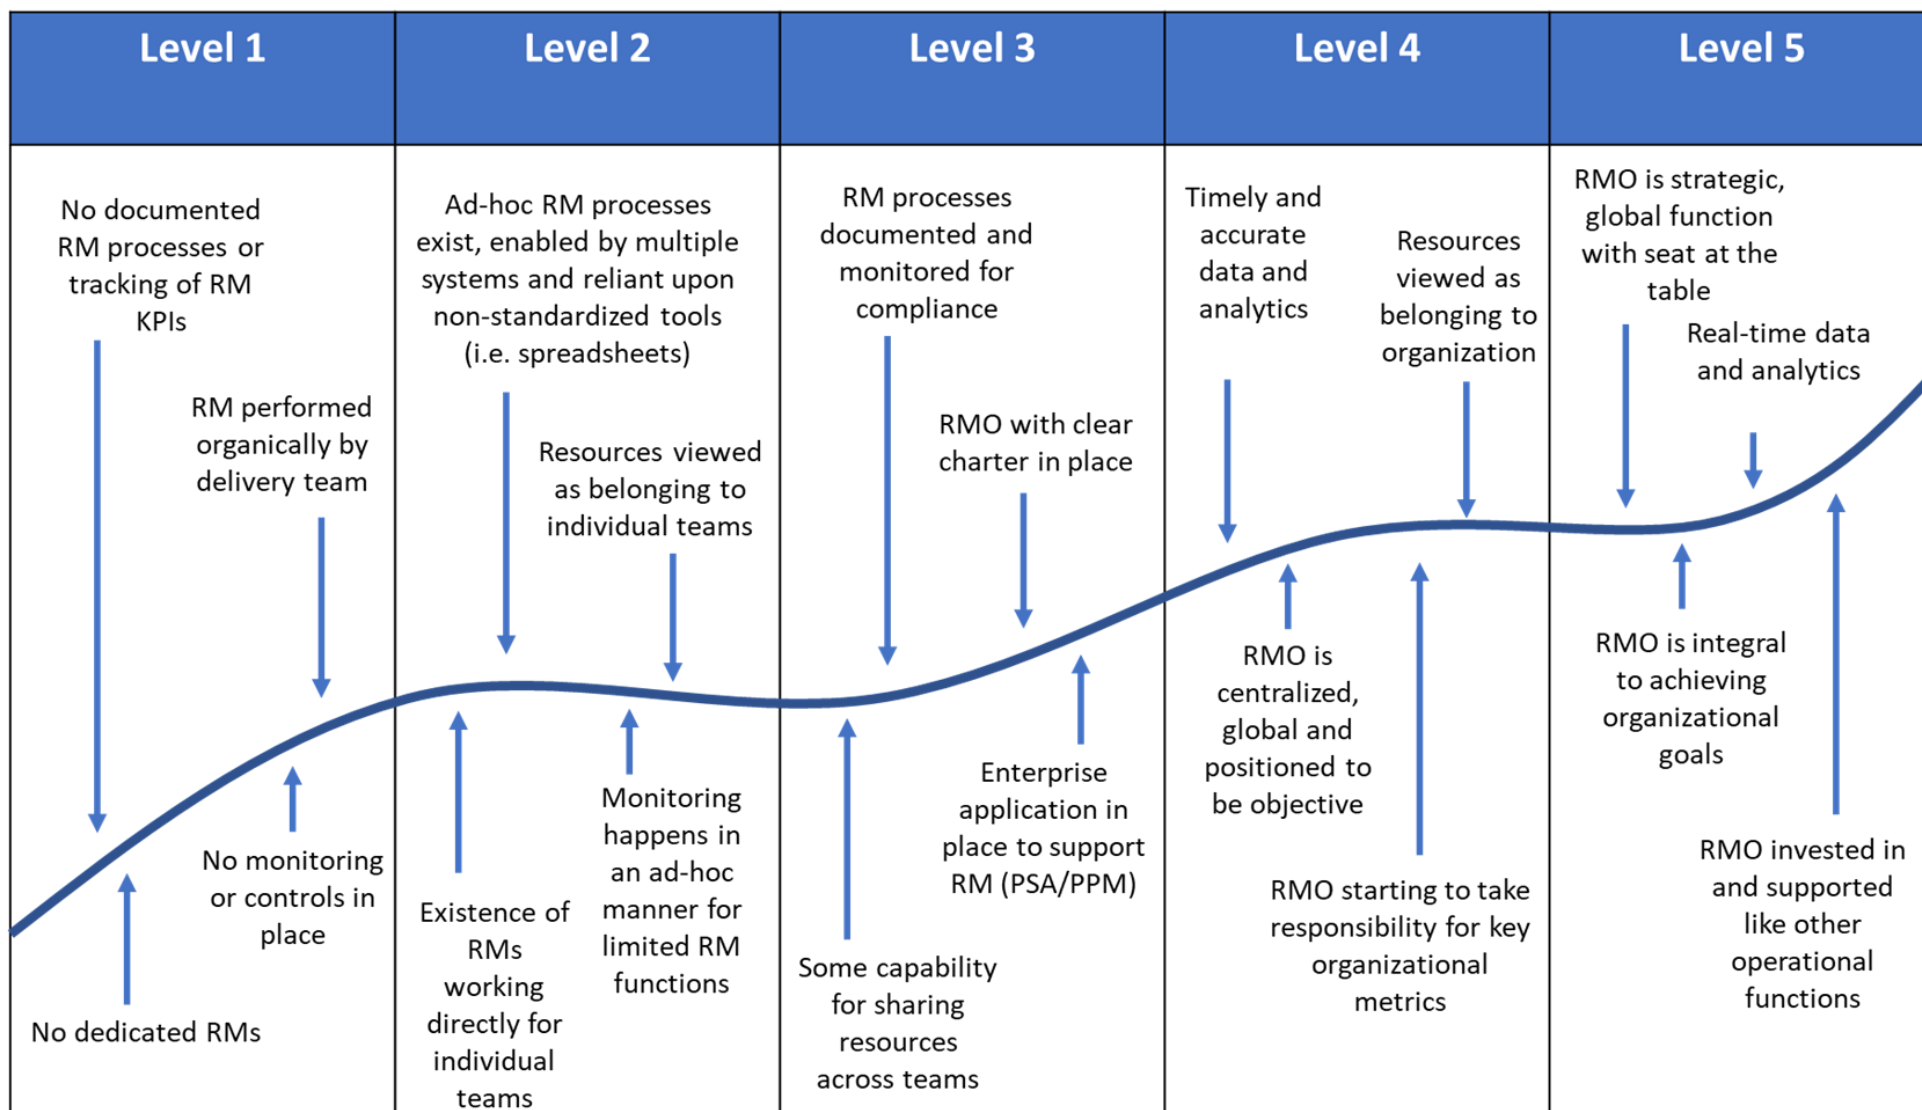 Level 1
Level 2
Level 3
Level 4
Level 5
No documented
RM processes or
tracking of RM
KPIs
RM performed
organically by
delivery team
No monitoring
or controls in
place
No dedicated RMs
Ad-hoc RM processes
exist, enabled by multiple
systems and reliant upon
non-standardized tools
(i.e. spreadsheets)
Resources viewed
as belonging to
individual teams
Existence of
RMs
working
directly for
individual
teams
Monitoring
happens in
an ad-hoc
manner for
limited RM
functions
RM processes
documented and
monitored for
compliance
RMO with clear
charter in place
Some capability
for sharing
resources
across teams
Enterprise
application in
place to support
RM (PSA/PPM)
Timely and
accurate
data and
analytics
Resources
viewed as
belonging to
organization
RMO is
centralized,
global and
positioned to
be objective
RMO starting to take
responsibility for key
organizational
metrics
RMO is strategic,
global function
with seat at the
table
Real-time data
and analytics
RMO is integral
to achieving
organizational
goals
RMO invested in
and supported
like other
operational
functions